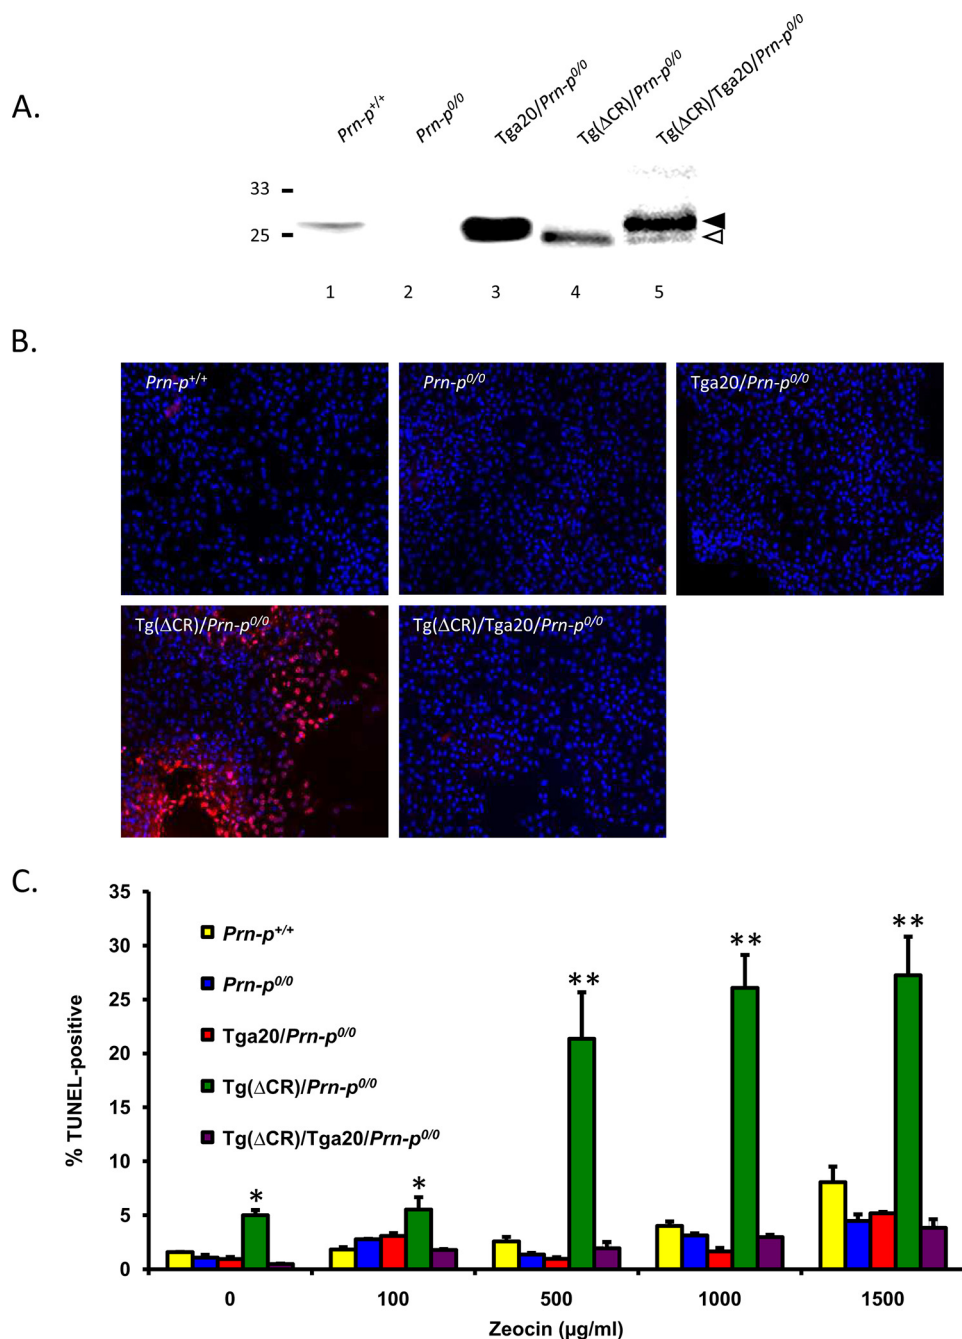 A.
Prn-p+/+
Prn-p0/0
Tga20/Prn-p0/0
Tg(ΔCR)/Prn-p0/0
Tg(ΔCR)/Tga20/Prn-p0/0
33
25
1 2 3 4 5
B.
Prn-p+/+
Prn-p0/0
Tga20/Prn-p0/0
Tg(ΔCR)/Prn-p0/0
Tg(ΔCR)/Tga20/Prn-p0/0
C.
% TUNEL-positive
35
30
25
20
15
10
5
0
Prn-p+/+
Prn-p0/0
Tga20/Prn-p0/0
Tg(ΔCR)/Prn-p0/0
Tg(ΔCR)/Tga20/Prn-p0/0
* * ** ** **
0 100 500 1000 1500
Zeocin (µg/ml)